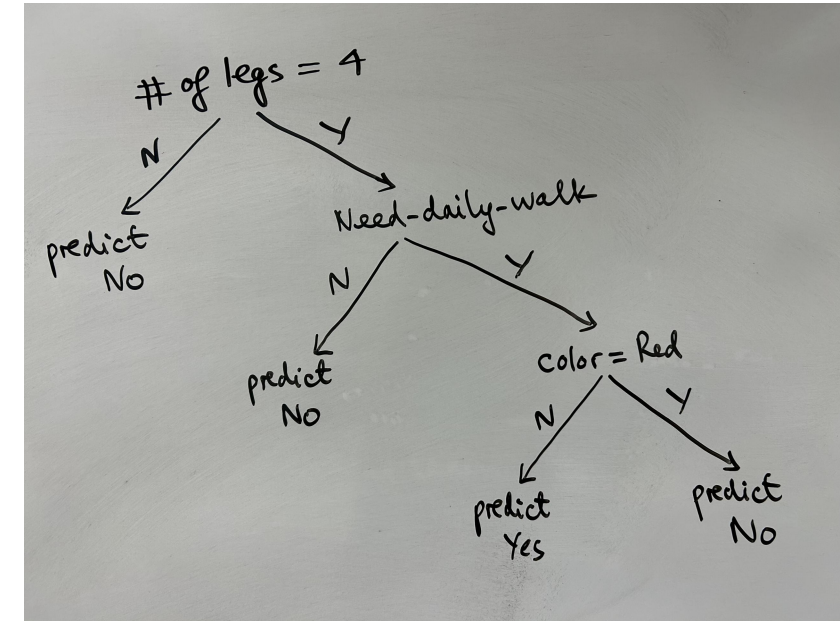 # of legs = 4
N
Y
Need-daily-walk
predict
No
N
Y
color = Red
predict
No
N
Y
predict
Yes
predict
No